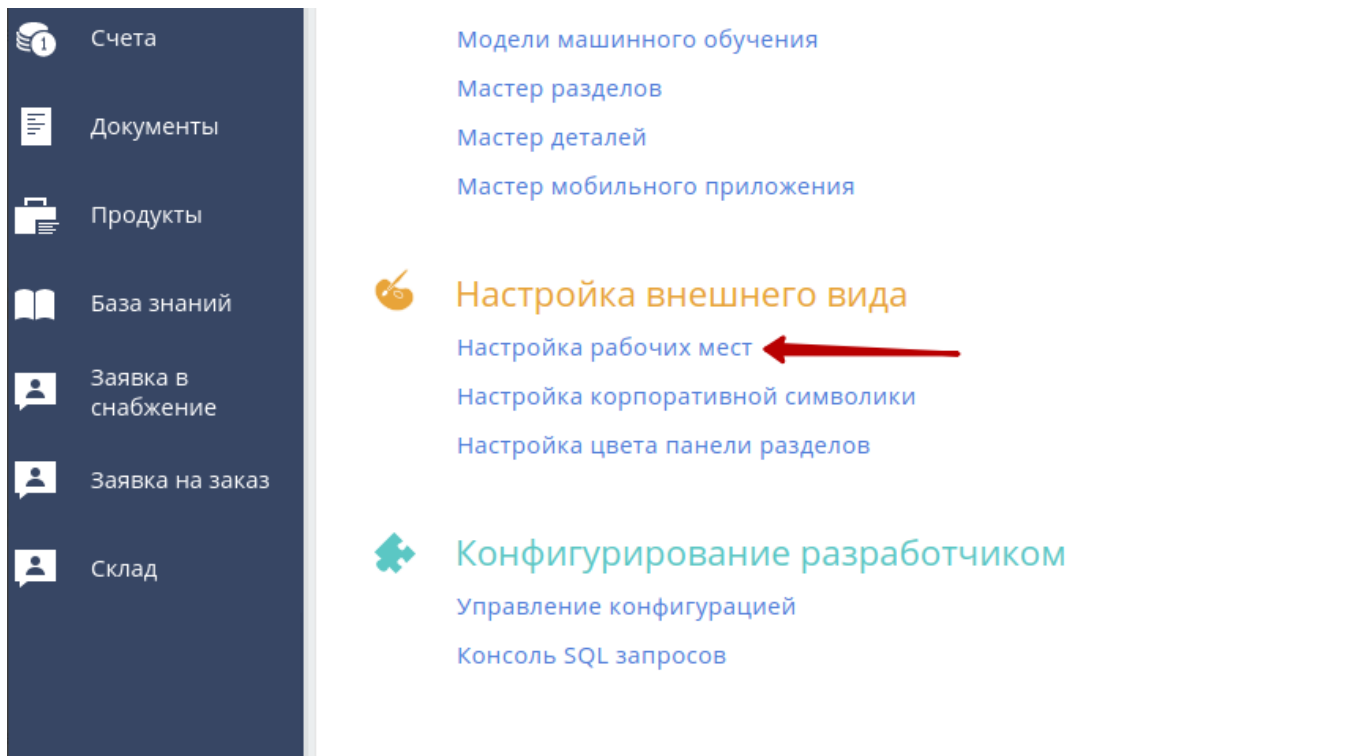 Счета
Документы
Продукты
База знаний
Заявка в
снабжение
Заявка на заказ
Склад
Модели машинного обучения
Мастер разделов
Мастер деталей
Мастер мобильного приложения
Настройка внешнего вида
Настройка рабочих мест
Настройка корпоративной символики
Настройка цвета панели разделов
Конфигурирование разработчиком
Управление конфигурацией
Консоль SQL запросов